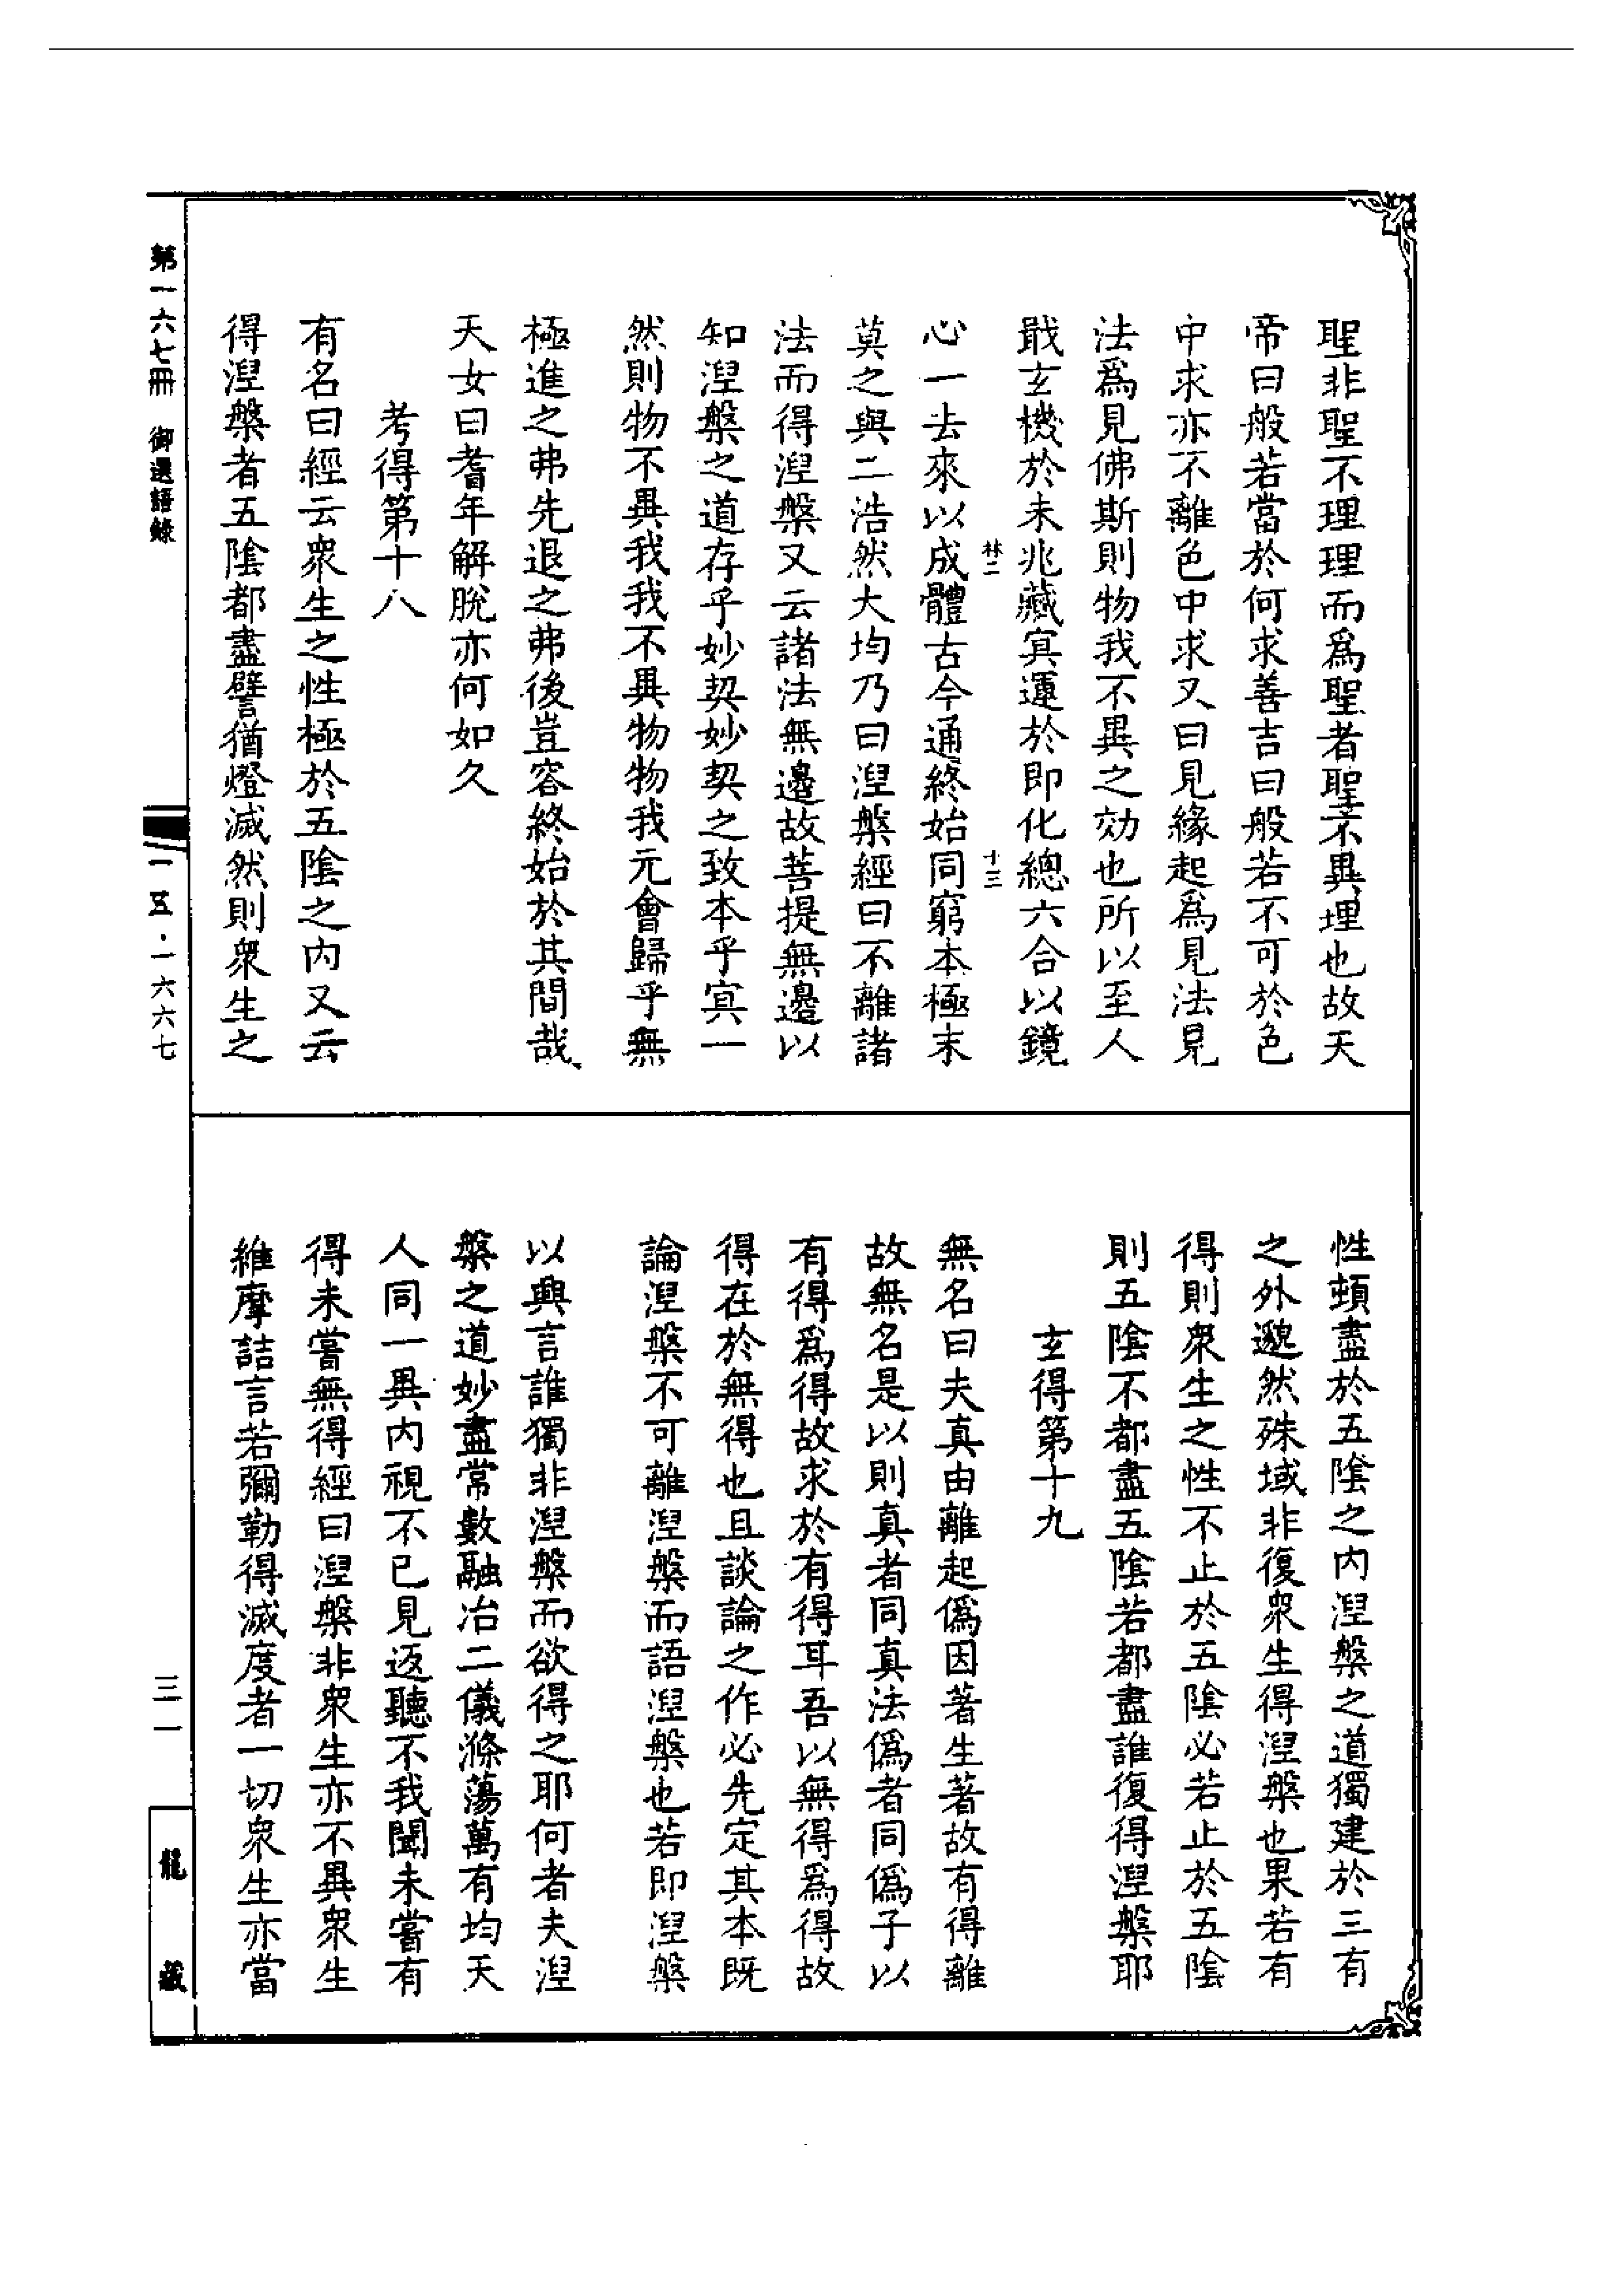 聖非聖不理理而爲聖者聖不異理也故天
帝曰般若當於何求善吉曰般若不可於色
中求亦不離色中求又曰見緣起爲見法見
法爲見佛斯則物我不異之効也所以至人
戢玄機於未兆藏冥運於即化總六合以鏡
林二
十三
心一去來以成體古今通終始同窮本極末
莫之與二浩然大均乃曰涅槃經曰不離諸
法而得涅槃又云諸法無邊故菩提無邊以
知涅槃之道存乎妙契妙契之致本乎冥一
然則物不異我我不異物物我元會歸乎無
極進之弗先退之弗後豈容終始於其間哉
天女曰耆年解脫亦何如久
考得第十八
有名曰經云衆生之性極於五陰之内又云
得涅槃者五陰都盡譬猶燈滅然則衆生之
性頓盡於五陰之内涅槃之道獨建於三有
之外邈然殊域非復衆生得涅槃也果若有
得則衆生之性不止於五陰必若止於五陰
則五陰不都盡五陰若都盡誰復得涅槃耶
玄得第十九
無名曰夫真由離起僞因著生著故有得離
故無名是以則真者同真法僞者同僞子以
有得爲得故求於有得耳吾以無得爲得故
得在於無得也且談論之作必先定其本既
論涅槃不可離涅槃而語涅槃也若即涅槃
以興言誰獨非涅槃而欲得之耶何者夫涅
槃之道妙盡常數融冶二儀滌蕩萬有均天
人同一異内視不已見返聽不我聞未嘗有
得未嘗無得經曰涅槃非衆生亦不異衆生
維摩詰言若彌勒得滅度者一切衆生亦當
第一六七冊 御選語錄
一五·一六六七
三一
龍藏